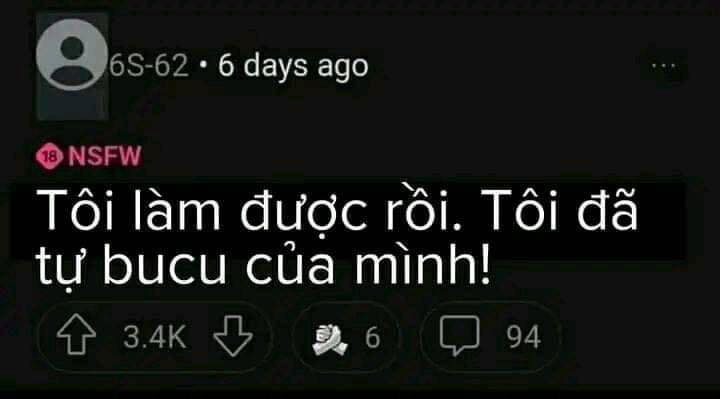 6S-62 • 6 days ago
18 NSFW
Tôi làm được rồi. Tôi đã
tự bucu của mình!
3.4K 6 94